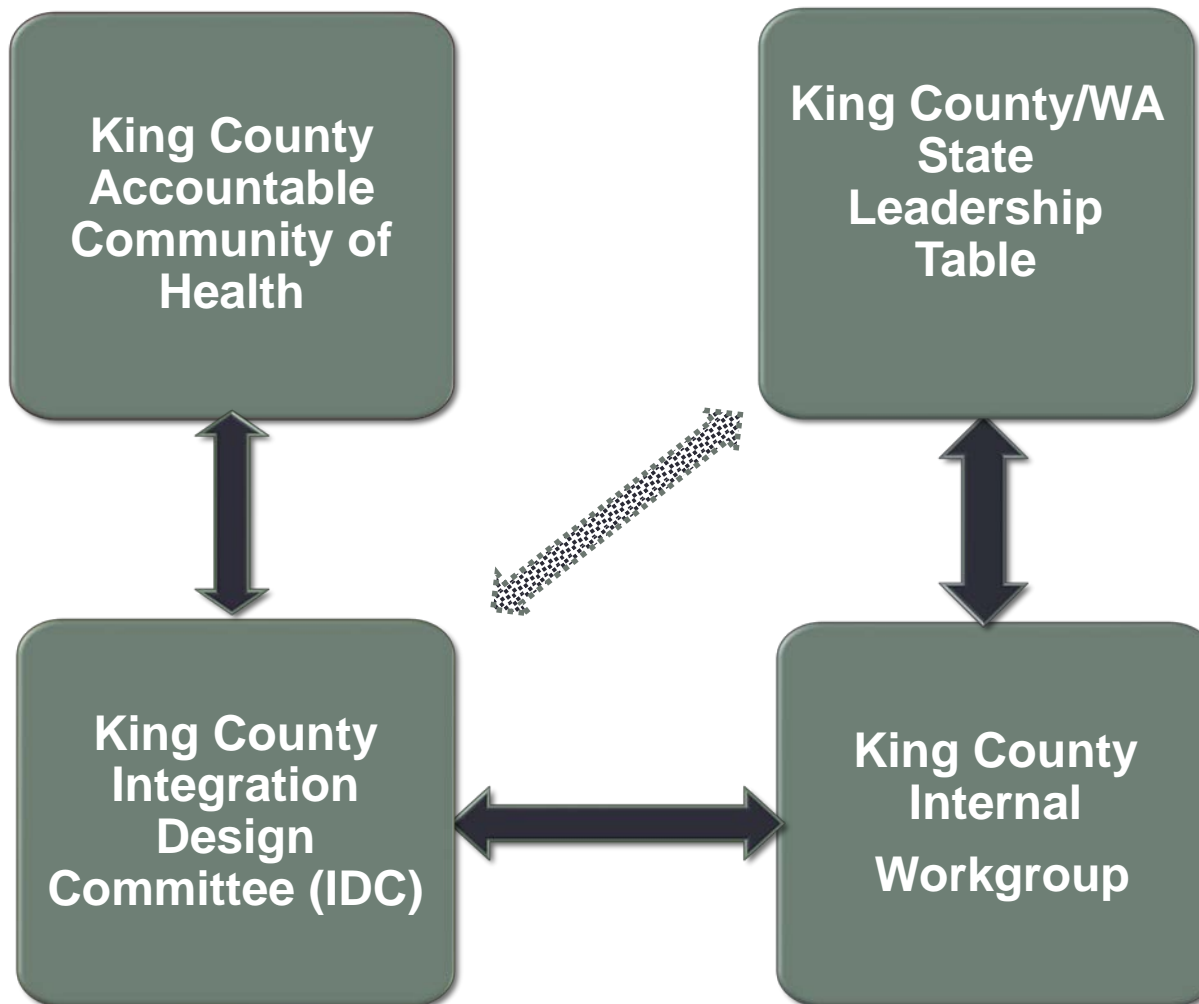 King County
Accountable
Community of
Health
King County/WA
State
Leadership
Table
King County
Integration
Design
Committee (IDC)
King County
Internal
Workgroup